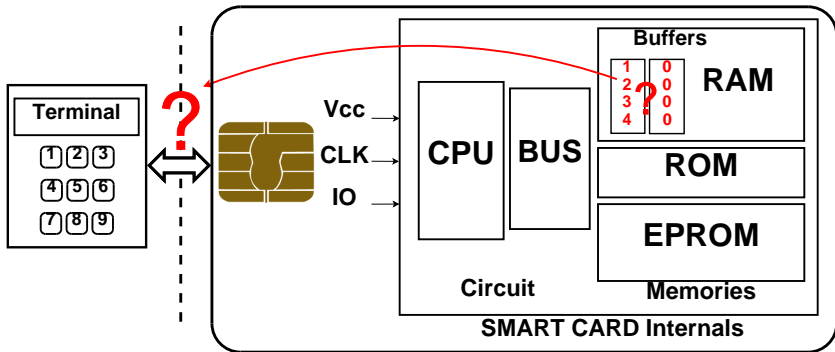 Terminal
1 2 3
4 5 6
7 8 9
?
Vcc
CLK
IO
CPU
BUS
Buffers
1 0
2 0
3 0
4 0
?
RAM
ROM
EPROM
Circuit
Memories
SMART CARD Internals